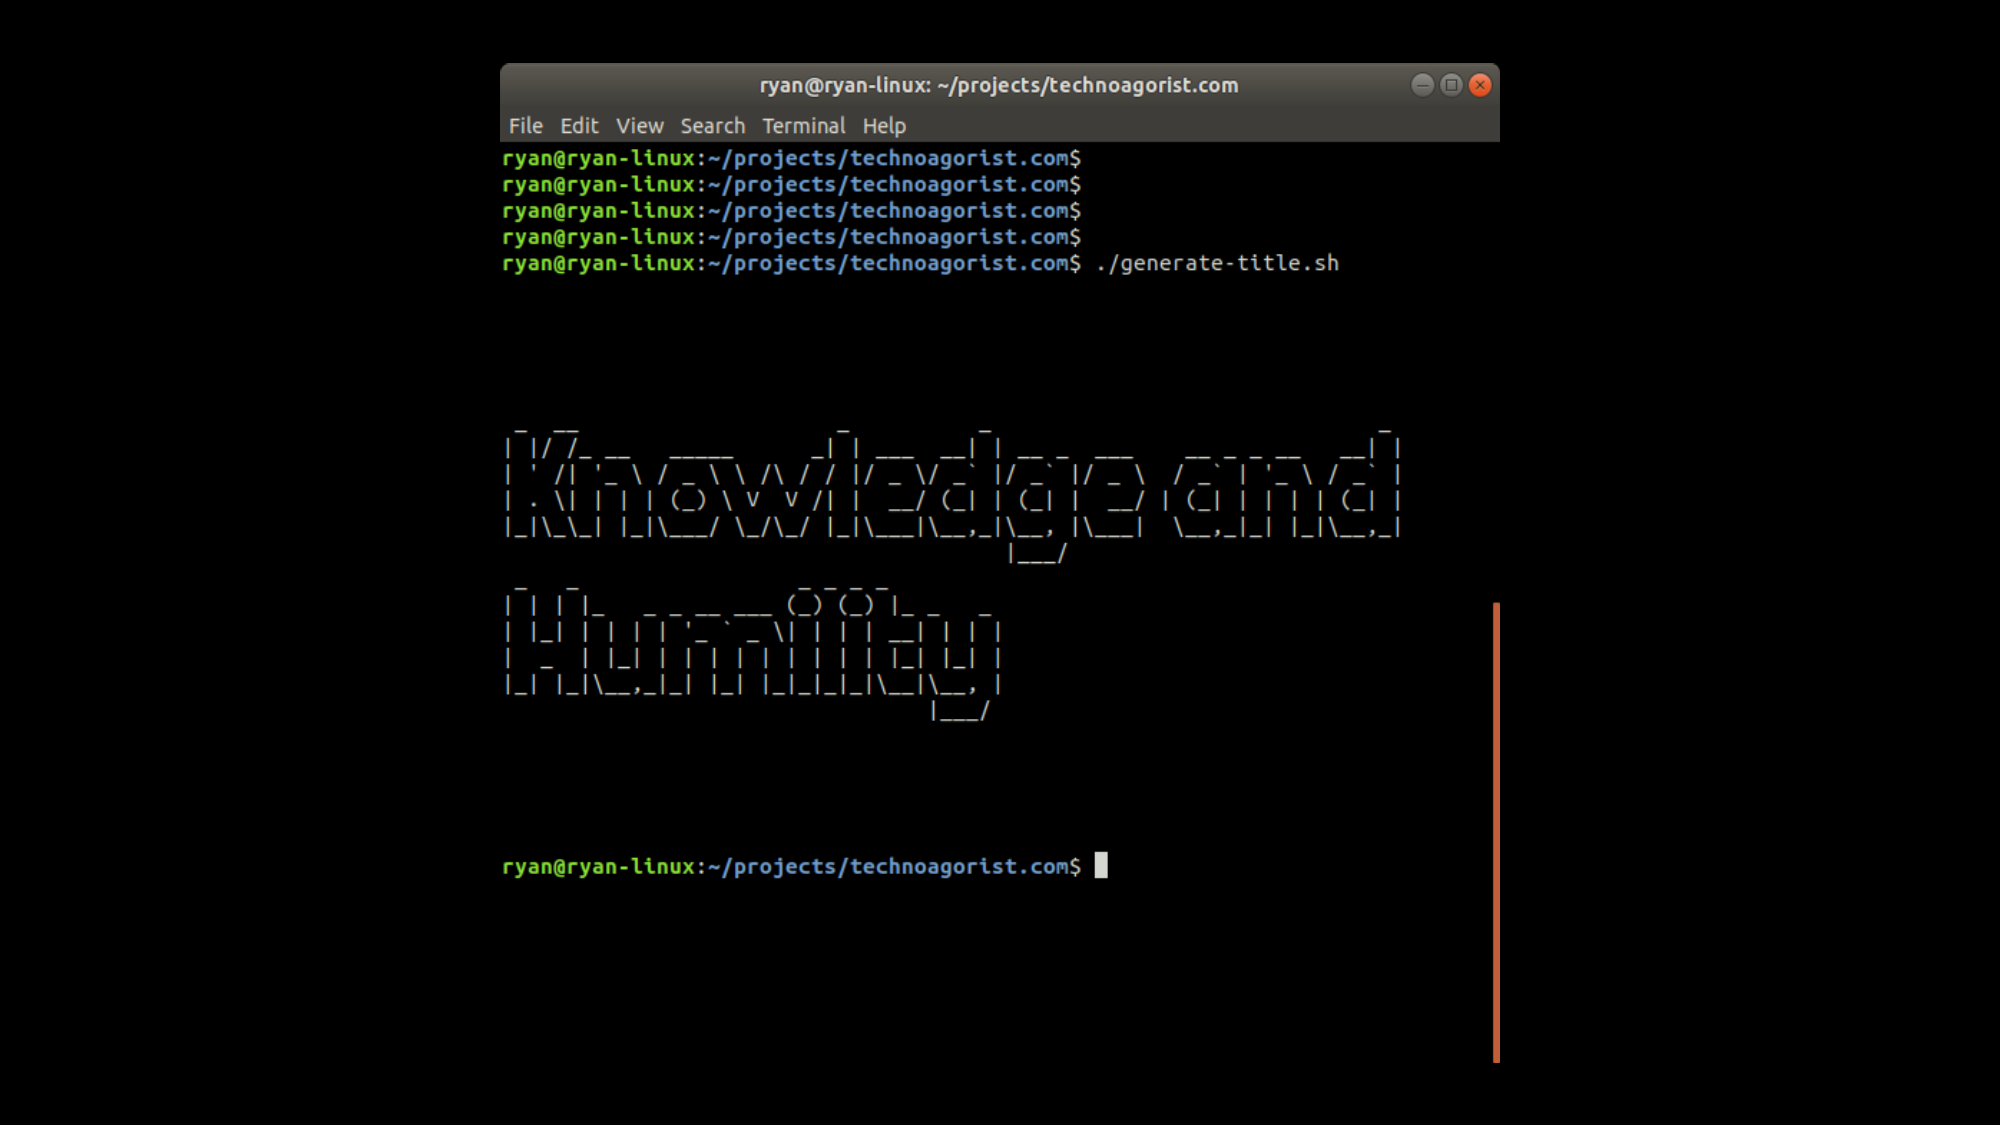 ryan@ryan-linux: ~/projects/technoagorist.com
File Edit View Search Terminal Help
ryan@ryan-linux:~/projects/technoagorist.com$
ryan@ryan-linux:~/projects/technoagorist.com$
ryan@ryan-linux:~/projects/technoagorist.com$
ryan@ryan-linux:~/projects/technoagorist.com$
ryan@ryan-linux:~/projects/technoagorist.com$ ./generate-title.sh
Knowledge and
Humility
ryan@ryan-linux:~/projects/technoagorist.com$